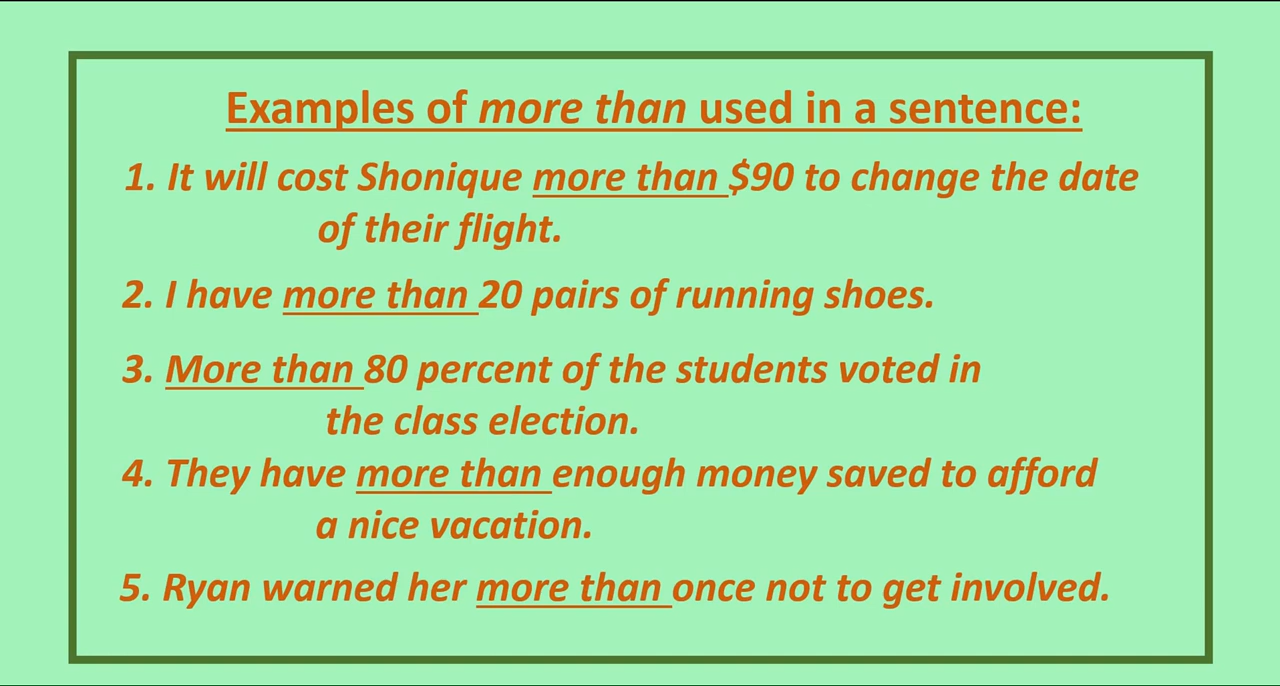 Examples of more than used in a sentence:
1. It will cost Shonique more than $90 to change the date
of their flight.
2. I have more than 20 pairs of running shoes.
3. More than 80 percent of the students voted in
the class election.
4. They have more than enough money saved to afford
a nice vacation.
5. Ryan warned her more than once not to get involved.